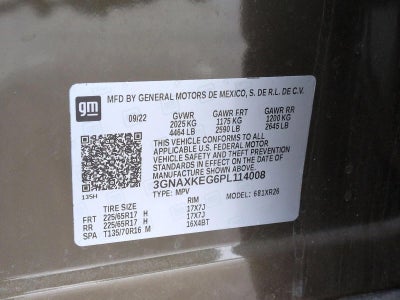 gm
MFD BY GENERAL MOTORS DE MEXICO, S. DE R.L. DE C.V.
09/22 GVWR GAWR FRT GAWR RR
2025 KG 1175 KG 1200 KG
4464 LB 2590 LB 2645 LB
THIS VEHICLE CONFORMS TO ALL
APPLICABLE U.S. FEDERAL MOTOR
VEHICLE SAFETY AND THEFT PREVENTION
STANDARDS IN EFFECT ON THE DATE OF
MANUFACTURE SHOWN ABOVE.
3GNAXKEG6PL114008
135H TYPE: MPV MODEL: 681XR26
TIRE SIZE RIM
FRT 225/65R17 H 17X7J
RR 225/65R17 H 17X7J
SPA T135/70R16 M 16X4BT